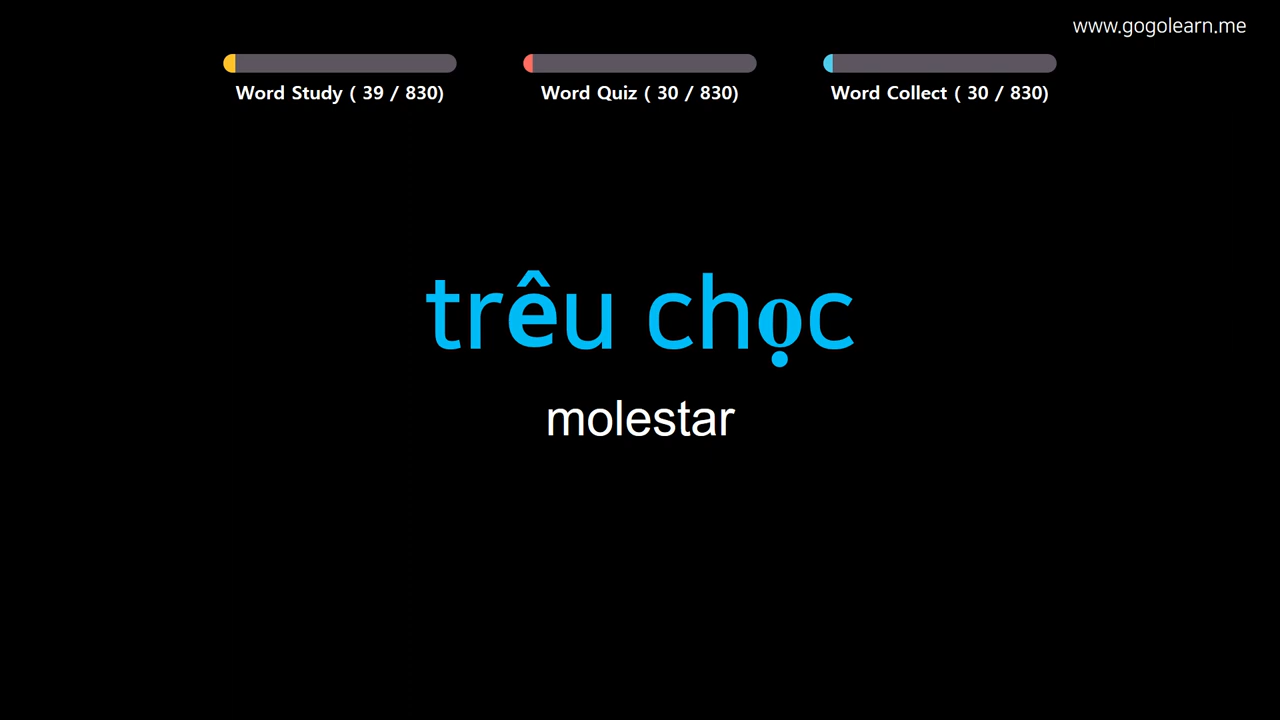 www.gogolearn.me
Word Study ( 39 / 830)
Word Quiz ( 30 / 830)
Word Collect ( 30 / 830)
trêu chọc
molestar